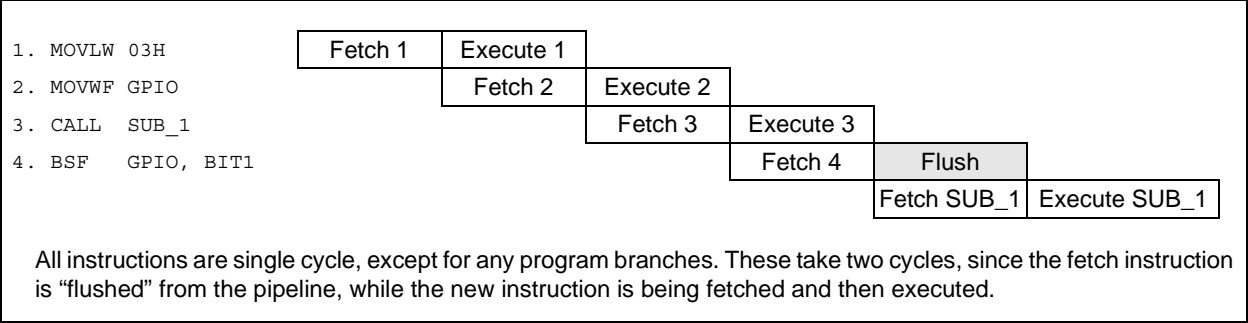 1. MOVLW 03H Fetch 1 Execute 1
2. MOVWF GPIO Fetch 2 Execute 2
3. CALL SUB_1 Fetch 3 Execute 3
4. BSF GPIO, BIT1 Fetch 4 Flush
Fetch SUB_1 Execute SUB_1
All instructions are single cycle, except for any program branches. These take two cycles, since the fetch instruction
is “flushed” from the pipeline, while the new instruction is being fetched and then executed.